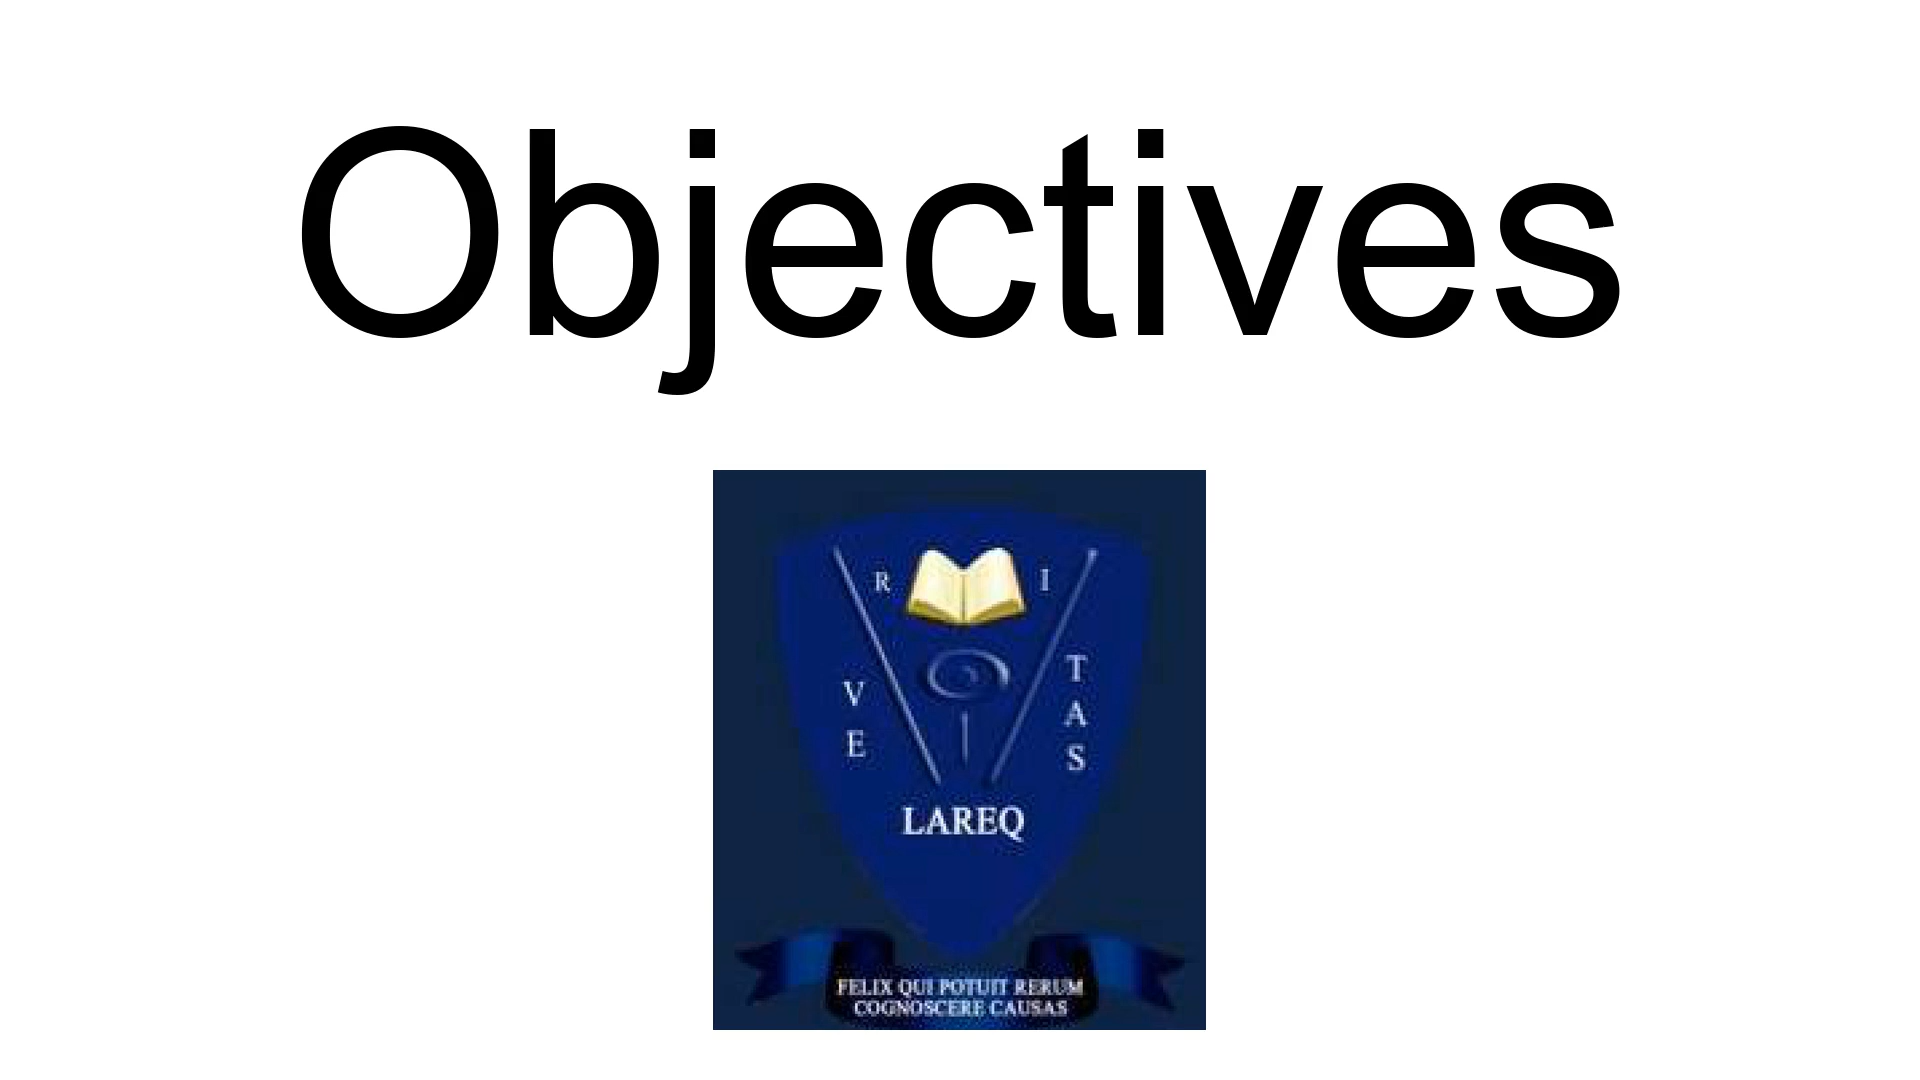 Objectives
R I
V
E
T
A
S
LAREQ
FELIX QUI POTUIT RERUM
COGNOSCERE CAUSAS